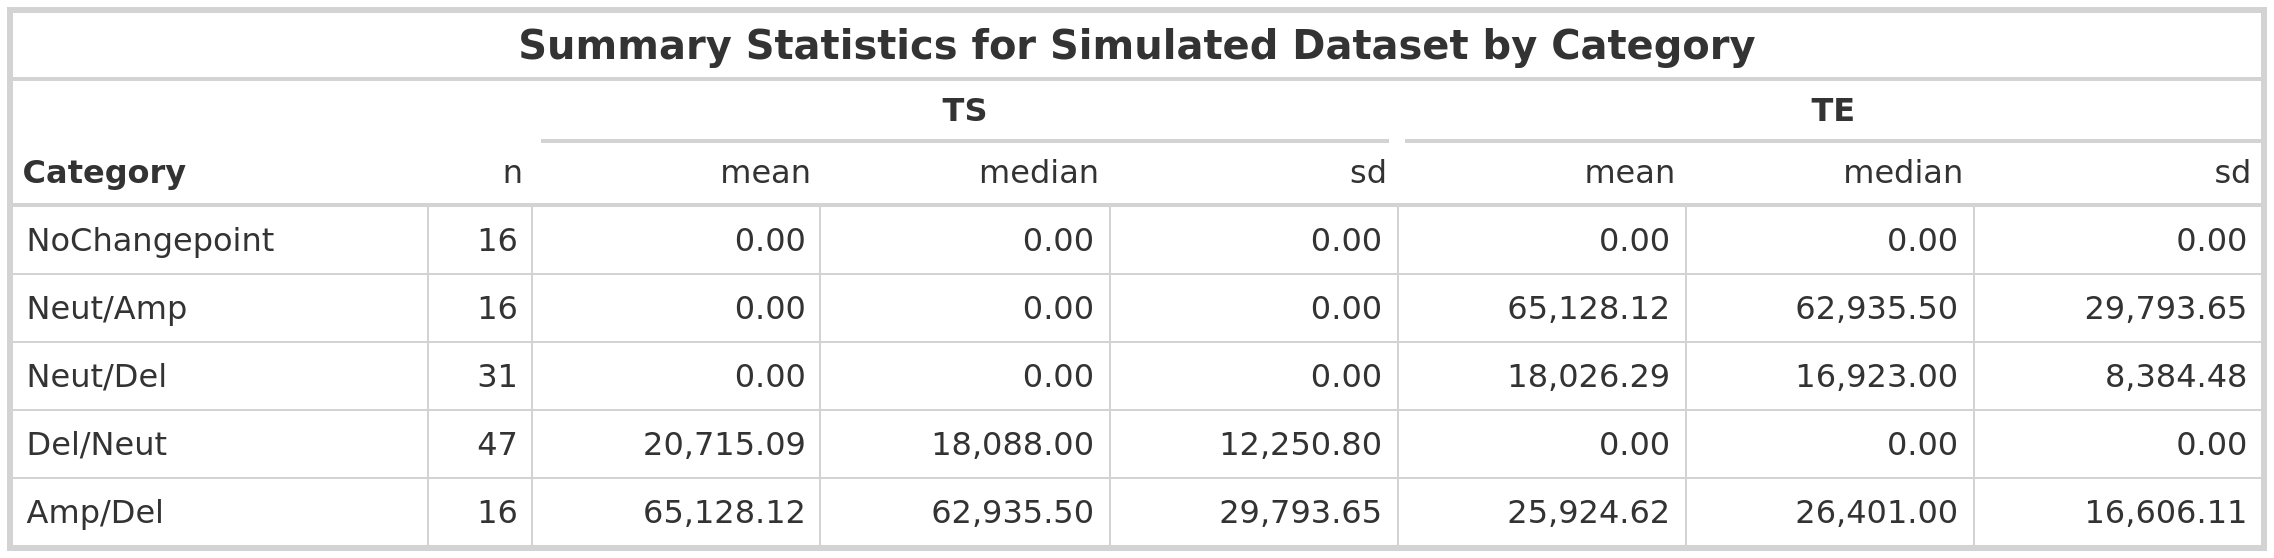 Summary Statistics for Simulated Dataset by Category
TS TE
Category n mean median sd mean median sd
NoChangepoint 16 0.00 0.00 0.00 0.00 0.00 0.00
Neut/Amp 16 0.00 0.00 0.00 65,128.12 62,935.50 29,793.65
Neut/Del 31 0.00 0.00 0.00 18,026.29 16,923.00 8,384.48
Del/Neut 47 20,715.09 18,088.00 12,250.80 0.00 0.00 0.00
Amp/Del 16 65,128.12 62,935.50 29,793.65 25,924.62 26,401.00 16,606.11